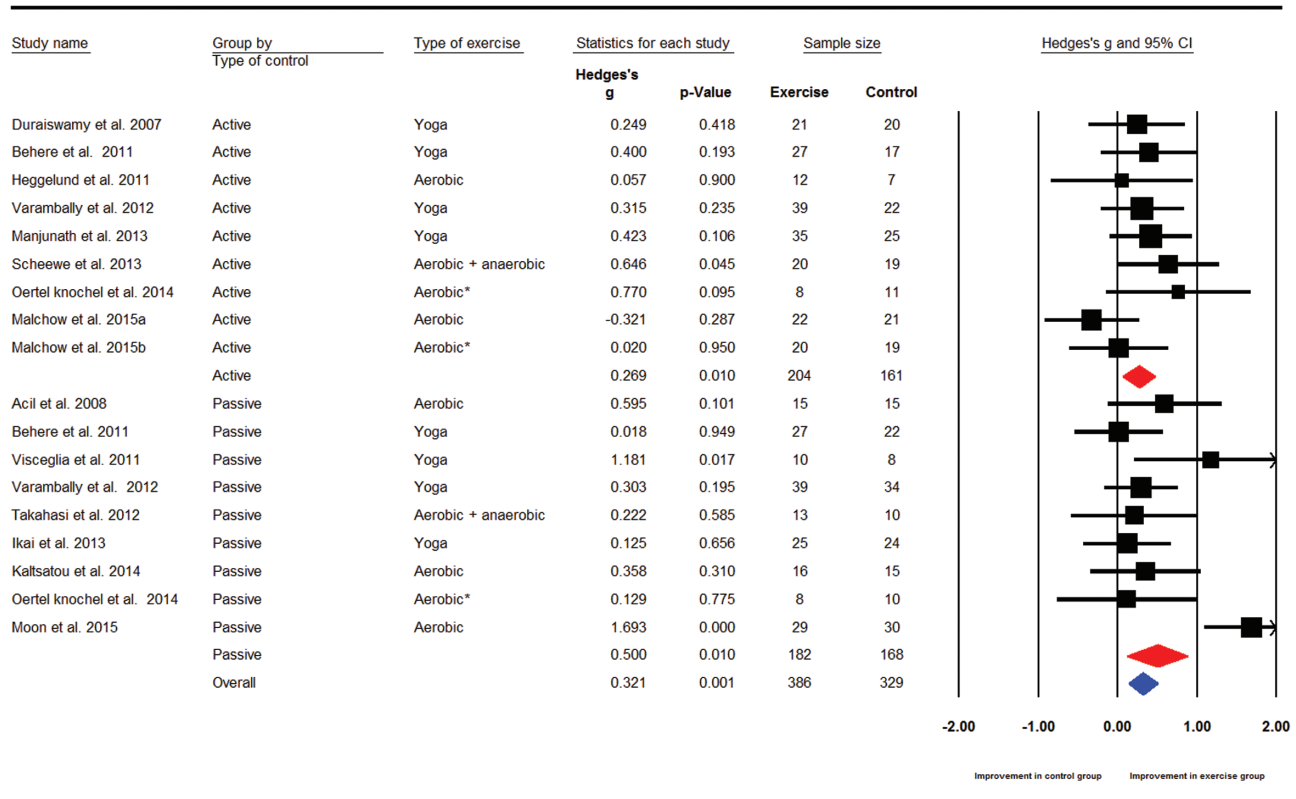 Study name Group by Type of exercise Statistics for each study Sample size Hedges's g and 95% CI
Type of control
Hedges's
g p-Value Exercise Control
Duraiswamy et al. 2007 Active Yoga 0.249 0.418 21 20
Behere et al. 2011 Active Yoga 0.400 0.193 27 17
Heggelund et al. 2011 Active Aerobic 0.057 0.900 12 7
Varambally et al. 2012 Active Yoga 0.315 0.235 39 22
Manjunath et al. 2013 Active Yoga 0.423 0.106 35 25
Scheewe et al. 2013 Active Aerobic + anaerobic 0.646 0.045 20 19
Oertel knochel et al. 2014 Active Aerobic* 0.770 0.095 8 11
Malchow et al. 2015a Active Aerobic -0.321 0.287 22 21
Malchow et al. 2015b Active Aerobic* 0.020 0.950 20 19
Active 0.269 0.010 204 161
Acil et al. 2008 Passive Aerobic 0.595 0.101 15 15
Behere et al. 2011 Passive Yoga 0.018 0.949 27 22
Visceglia et al. 2011 Passive Yoga 1.181 0.017 10 8
Varambally et al. 2012 Passive Yoga 0.303 0.195 39 34
Takahasi et al. 2012 Passive Aerobic + anaerobic 0.222 0.585 13 10
Ikai et al. 2013 Passive Yoga 0.125 0.656 25 24
Kaltsatou et al. 2014 Passive Aerobic 0.358 0.310 16 15
Oertel knochel et al. 2014 Passive Aerobic* 0.129 0.775 8 10
Moon et al. 2015 Passive Aerobic 1.693 0.000 29 30
Passive 0.500 0.010 182 168
Overall 0.321 0.001 386 329
-2.00 -1.00 0.00 1.00 2.00
Improvement in control group Improvement in exercise group